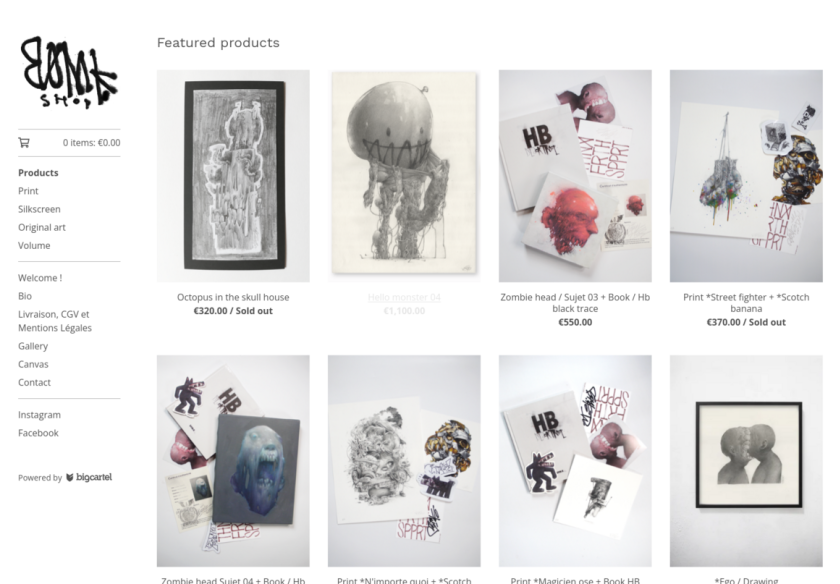 BOMK
SHOP
0 items: €0.00
Products
Print
Silkscreen
Original art
Volume
Welcome !
Bio
Livraison, CGV et
Mentions Légales
Gallery
Canvas
Contact
Instagram
Facebook
Powered by bigcartel
Featured products
Octopus in the skull house
€320.00 / Sold out
Hello monster 04
€1,100.00
HB
Zombie head / Sujet 03 + Book / Hb
black trace
€550.00
Print *Street fighter + *Scotch
banana
€370.00 / Sold out
HB
Zombie head Sujet 04 + Book / Hb
Print *N'importe quoi + *Scotch
HB
Print *Magicien ose + Book HB
*Ego / Drawing